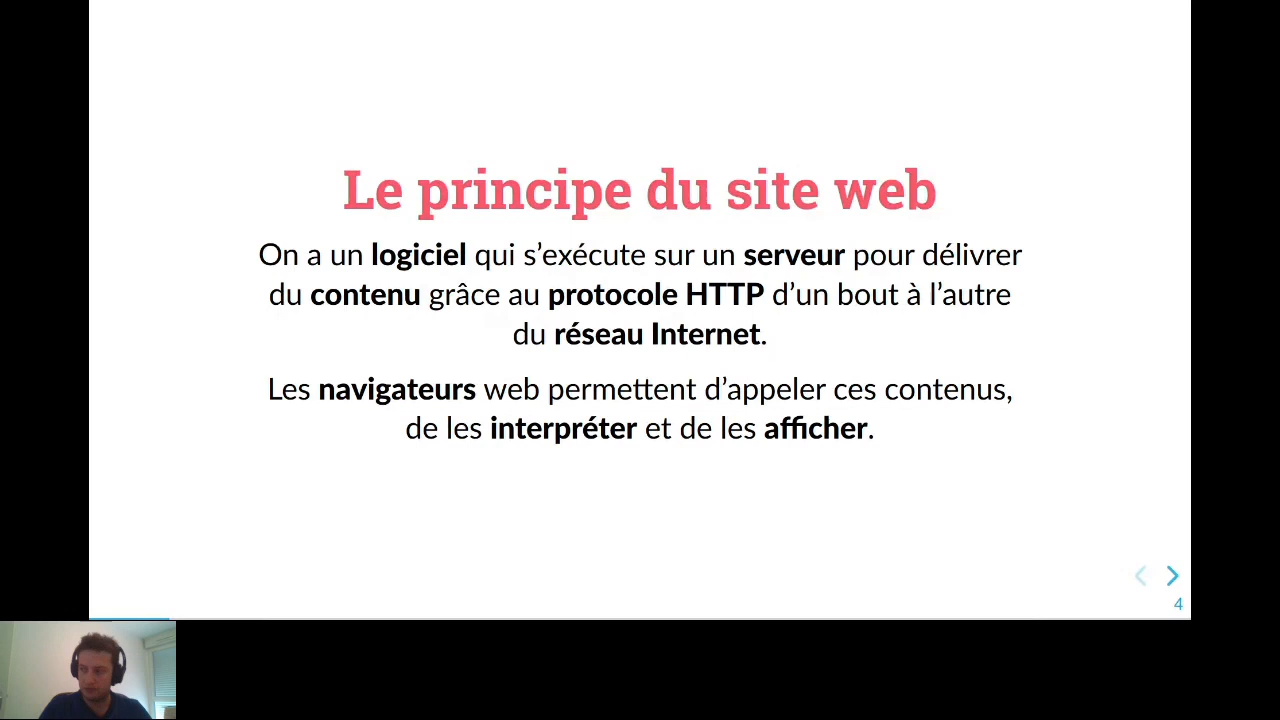 Le principe du site web
On a un logiciel qui s’exécute sur un serveur pour délivrer
du contenu grâce au protocole HTTP d’un bout à l’autre
du réseau Internet.
Les navigateurs web permettent d’appeler ces contenus,
de les interpréter et de les afficher.
4